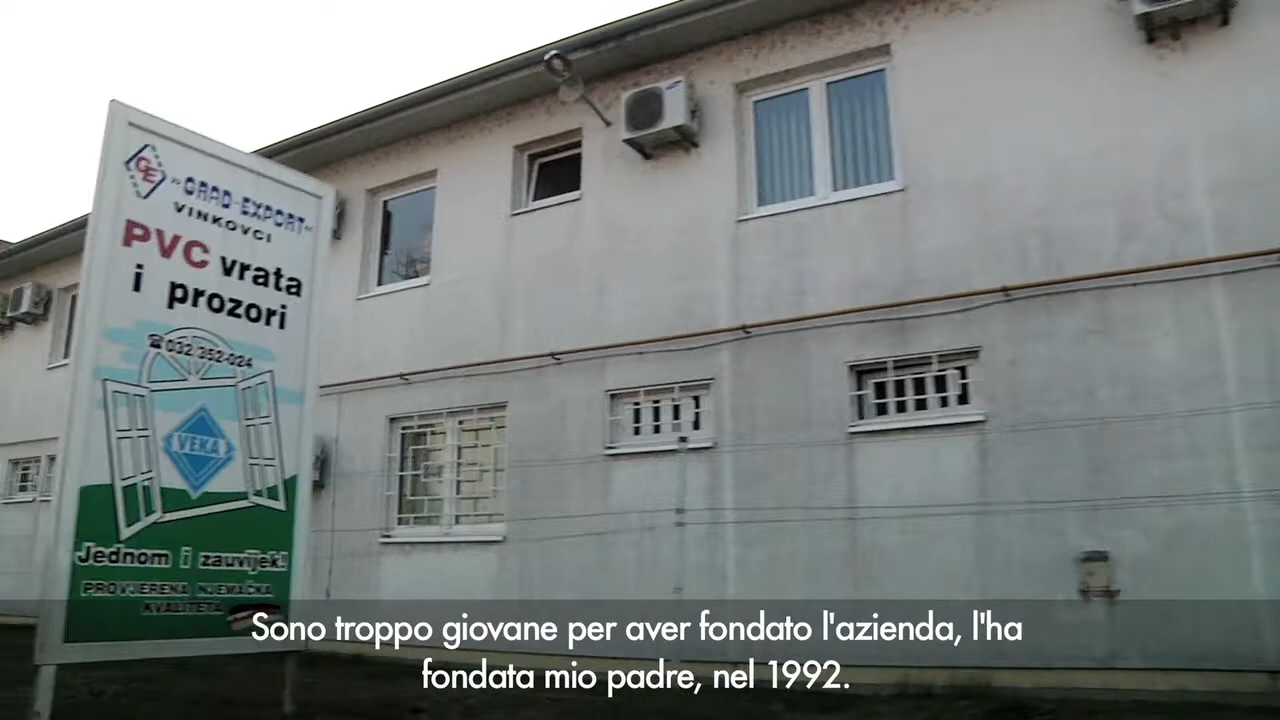 GE
"GRAD-EXPORT"
VINKOVCI
PVC vrata
i prozori
☎032 352-024
VEKA
Jednom i zauvijek!
PROVJERENA NJEMAČKA
KVALITETA
Sono troppo giovane per aver fondato l'azienda, l'ha
fondata mio padre, nel 1992.